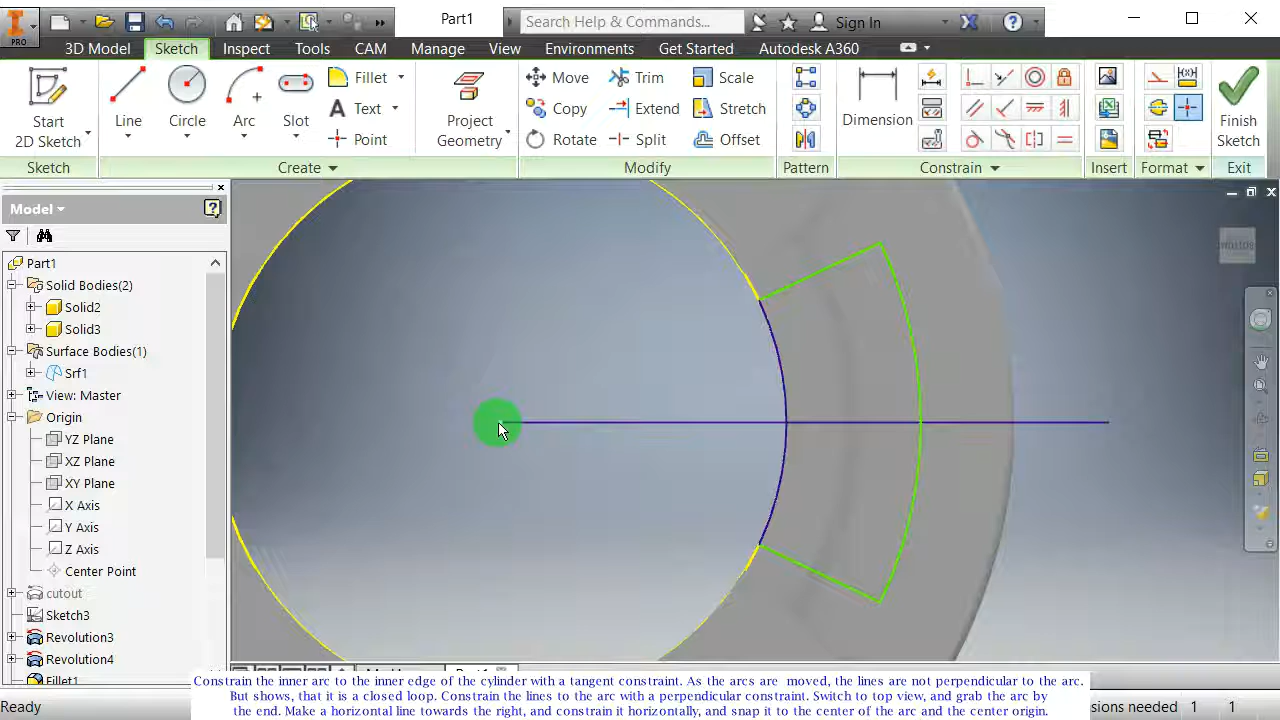 PRO
Part1
Search Help & Commands...
Sign In
3D Model Sketch Inspect Tools CAM Manage View Environments Get Started Autodesk A360
Start
2D Sketch
Line
Circle
Arc
Slot
Fillet
Text
Point
Project
Geometry
Move
Copy
Rotate
Trim
Extend
Split
Scale
Stretch
Offset
Dimension
Finish
Sketch
Sketch Create Modify Pattern Constrain Insert Format Exit
Model
Part1
Solid Bodies(2)
Solid2
Solid3
Surface Bodies(1)
Srf1
View: Master
Origin
YZ Plane
XZ Plane
XY Plane
X Axis
Y Axis
Z Axis
Center Point
cutout
Sketch3
Revolution3
Revolution4
Fillet1
Constrain the inner arc to the inner edge of the cylinder with a tangent constraint. As the arcs are moved, the lines are not perpendicular to the arc.
But shows, that it is a closed loop. Constrain the lines to the arc with a perpendicular constraint. Switch to top view, and grab the arc by
the end. Make a horizontal line towards the right, and constrain it horizontally, and snap it to the center of the arc and the center origin.
Ready
sions needed 1 1